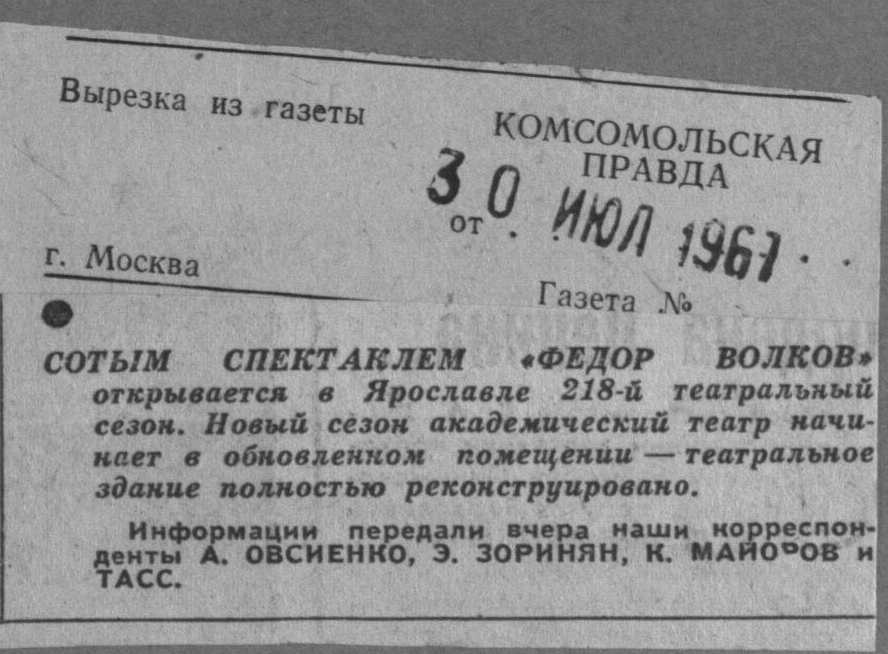 Вырезка из газеты
КОМСОМОЛЬСКАЯ
ПРАВДА
30 ИЮЛ 1967
от . . . .
г. Москва
Газета №
СОТЫМ СПЕКТАКЛЕМ «ФЕДОР ВОЛКОВ»
открывается в Ярославле 218-й театральный
сезон. Новый сезон академический театр начи-
нает в обновленном помещении — театральное
здание полностью реконструировано.
Информации передали вчера наши корреспон-
денты А. ОВСИЕНКО, Э. ЗОРИНЯН, К. МАЙОРОВ и
ТАСС.